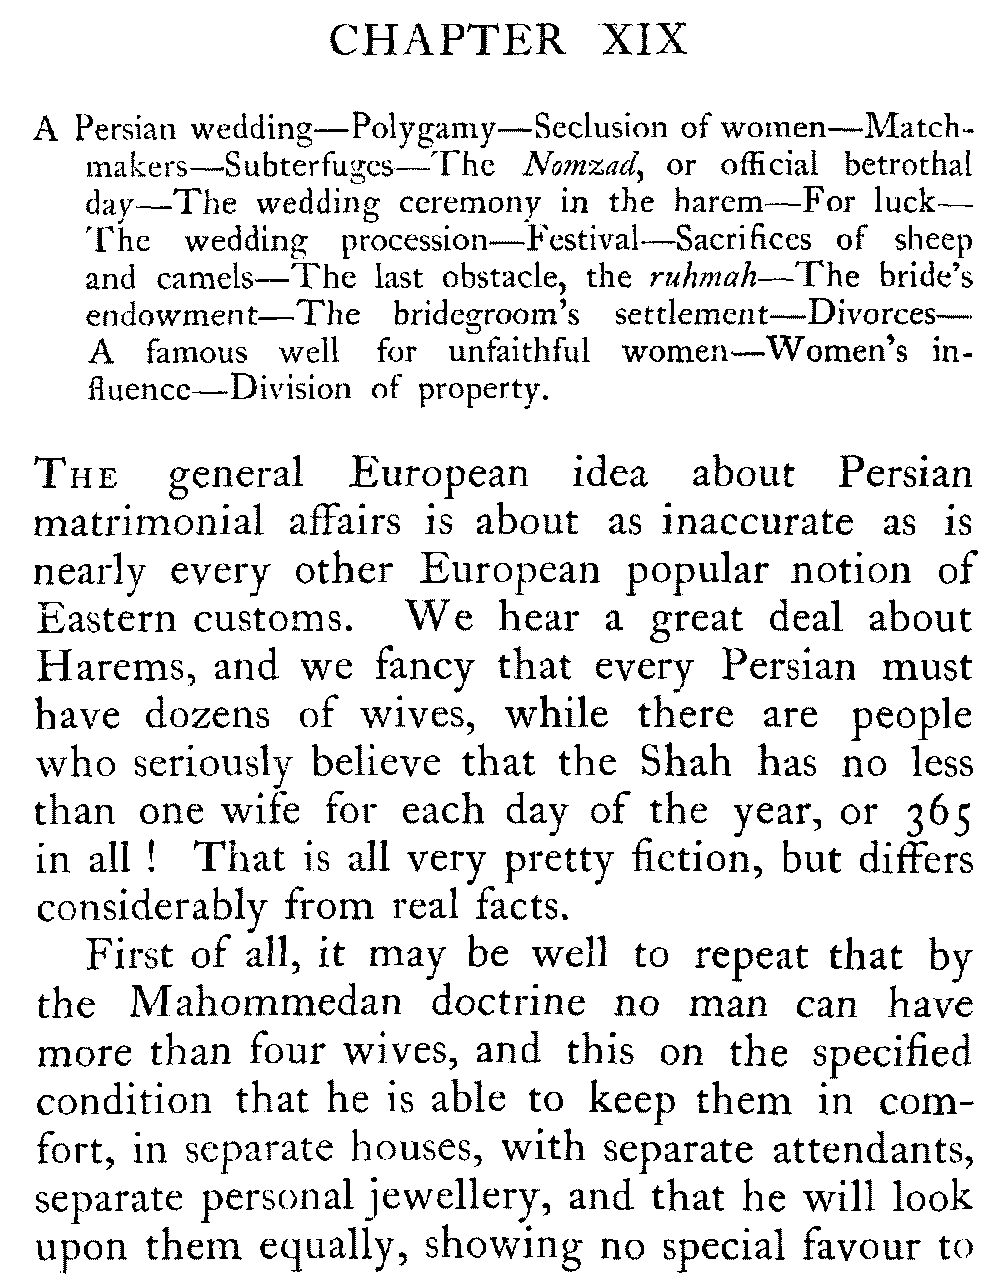 CHAPTER XIX
A Persian wedding—Polygamy—Seclusion of women—Match-
makers—Subterfuges—The Nomzad, or official betrothal
day—The wedding ceremony in the harem—For luck—
The wedding procession—Festival—Sacrifices of sheep
and camels—The last obstacle, the ruhmah—The bride's
endowment—The bridegroom's settlement—Divorces—
A famous well for unfaithful women—Women's in-
fluence—Division of property.
THE general European idea about Persian
matrimonial affairs is about as inaccurate as is
nearly every other European popular notion of
Eastern customs. We hear a great deal about
Harems, and we fancy that every Persian must
have dozens of wives, while there are people
who seriously believe that the Shah has no less
than one wife for each day of the year, or 365
in all ! That is all very pretty fiction, but differs
considerably from real facts.
First of all, it may be well to repeat that by
the Mahommedan doctrine no man can have
more than four wives, and this on the specified
condition that he is able to keep them in com-
fort, in separate houses, with separate attendants,
separate personal jewellery, and that he will look
upon them equally, showing no special favour to